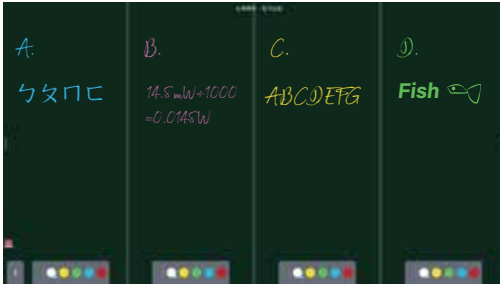 A.
ㄅㄆㄇㄈ
B.
14.5mW÷1000
=0.0145W
C.
ABCDEFG
D.
Fish